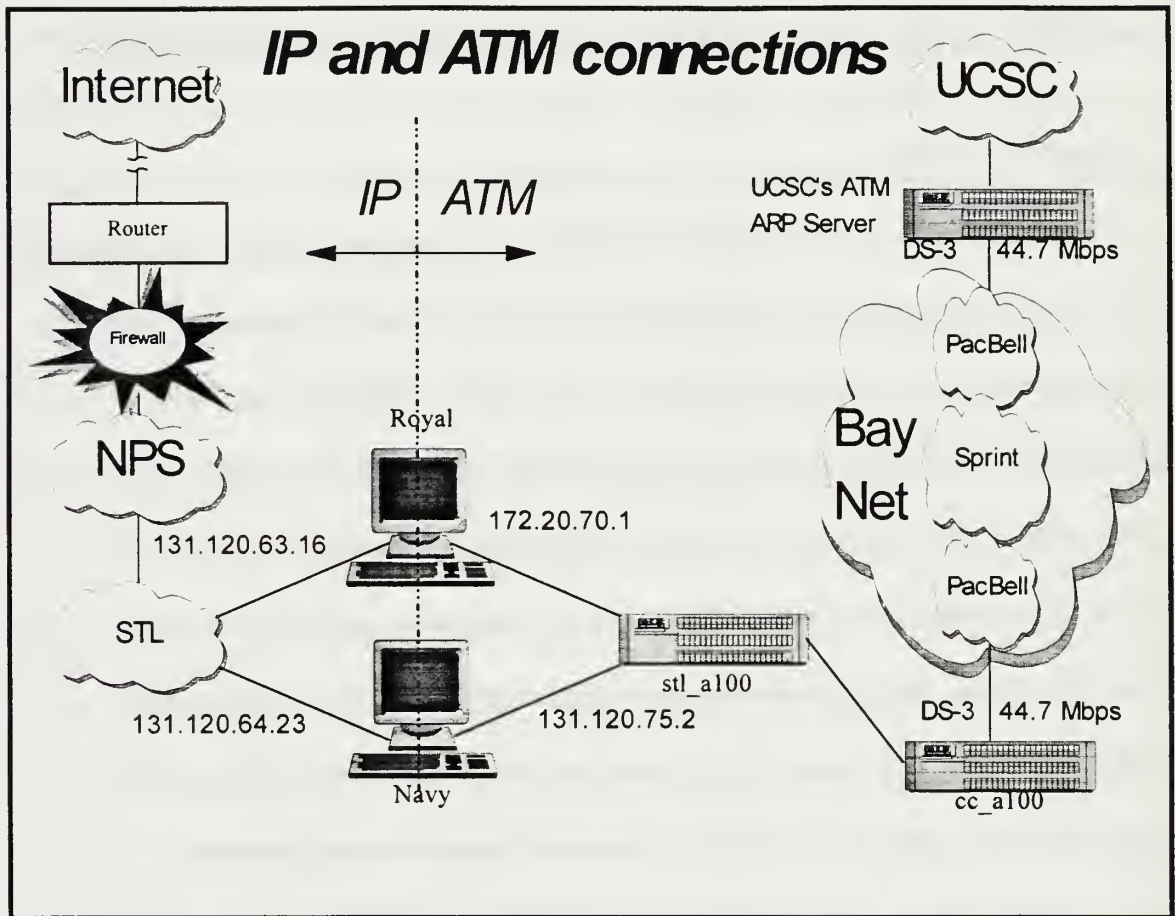 IP and ATM connections
Internet
UCSC
IP
ATM
UCSC's ATM
ARP Server
Router
DS-3
44.7 Mbps
Firewall
PacBell
Royal
Bay
Net
NPS
Sprint
172.20.70.1
131.120.63.16
PacBell
STL
stl_a100
131.120.64.23
131.120.75.2
DS-3
44.7 Mbps
Navy
cc_a100